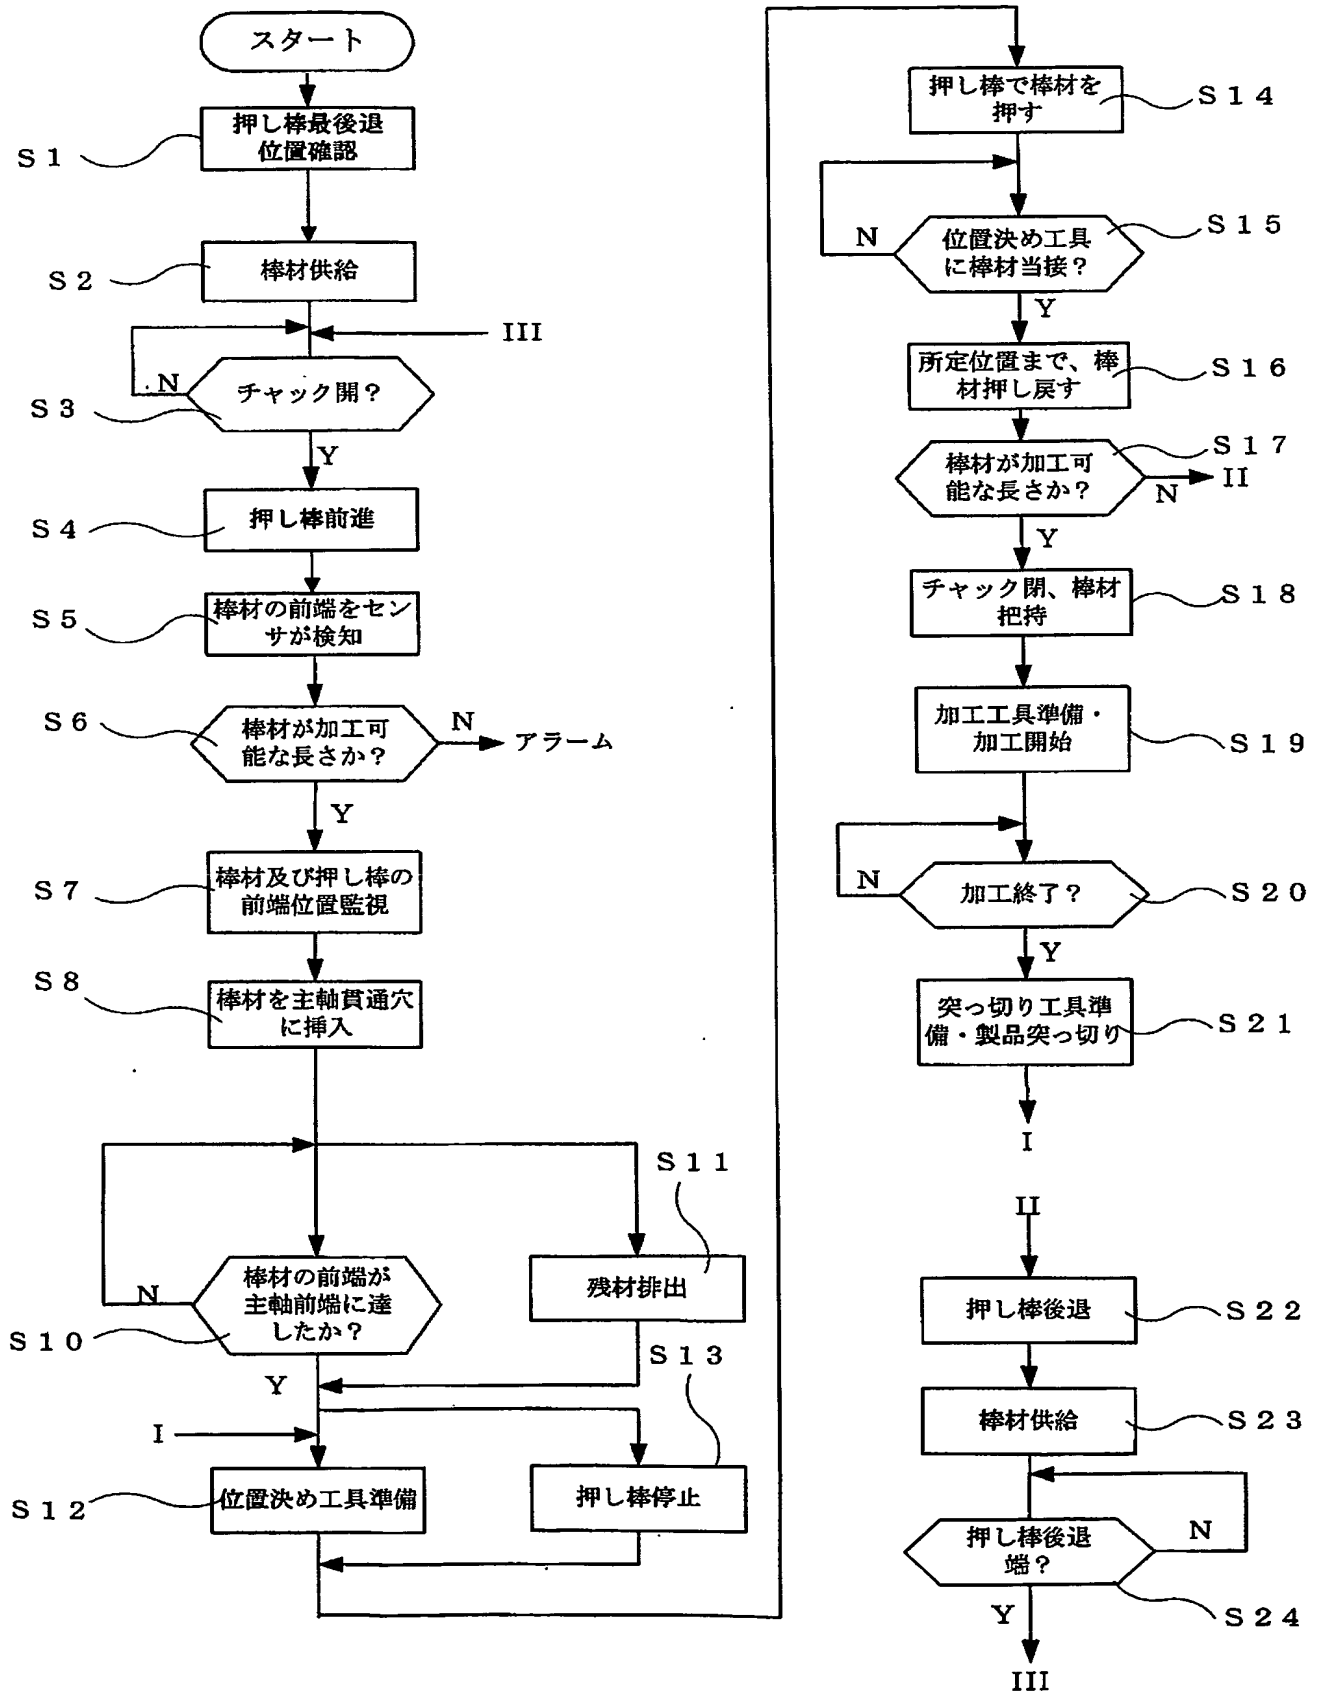 スタート
押し棒最後退
位置確認
S1
棒材供給
S2
III
チャック開?
N
S3
Y
押し棒前進
S4
棒材の前端をセン
サが検知
S5
棒材が加工可
能な長さか?
S6
N
アラーム
Y
棒材及び押し棒の
前端位置監視
S7
棒材を主軸貫通穴
に挿入
S8
棒材の前端が
主軸前端に達
したか?
N
S10
Y
S11
残材排出
I
S13
位置決め工具準備
S12
押し棒停止
押し棒で棒材を
押す
S14
位置決め工具
に棒材当接?
N
S15
Y
所定位置まで、棒
材押し戻す
S16
棒材が加工可
能な長さか?
S17
N
II
Y
チャック閉、棒材
把持
S18
加工工具準備・
加工開始
S19
加工終了?
N
S20
Y
突っ切り工具準
備・製品突っ切り
S21
I
II
押し棒後退
S22
棒材供給
S23
押し棒後退
端?
N
S24
Y
III